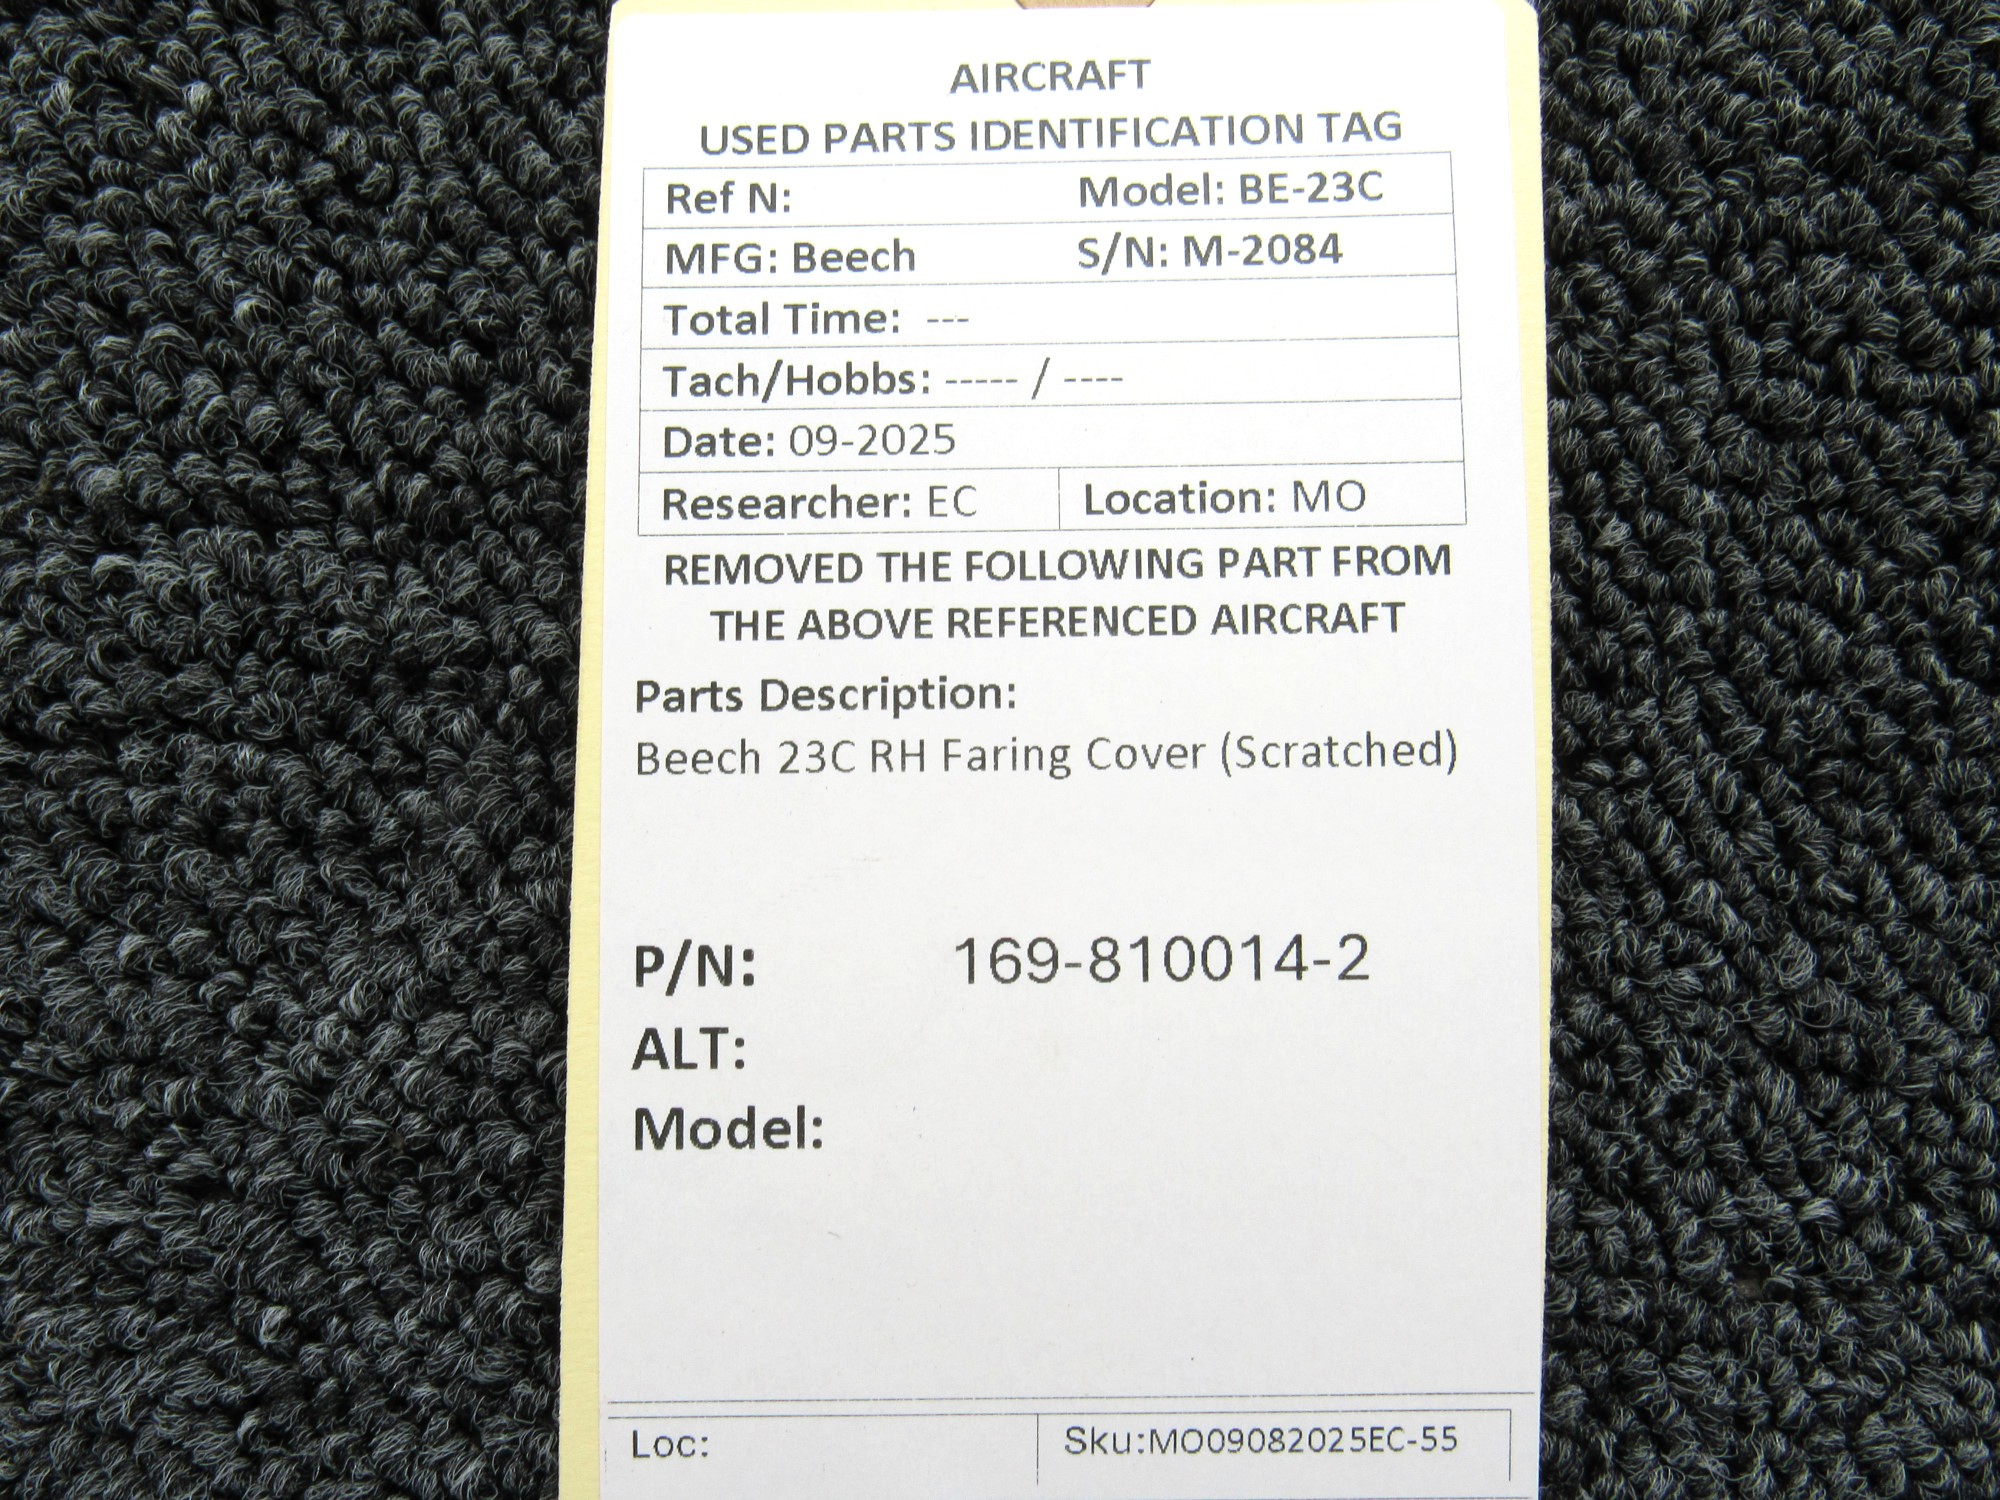 AIRCRAFT
USED PARTS IDENTIFICATION TAG
Ref N: Model: BE-23C
MFG: Beech S/N: M-2084
Total Time: ---
Tach/Hobbs: ----- / ----
Date: 09-2025
Researcher: EC Location: MO
REMOVED THE FOLLOWING PART FROM
THE ABOVE REFERENCED AIRCRAFT
Parts Description:
Beech 23C RH Faring Cover (Scratched)
P/N: 169-810014-2
ALT:
Model:
Loc: Sku:MO09082025EC-55